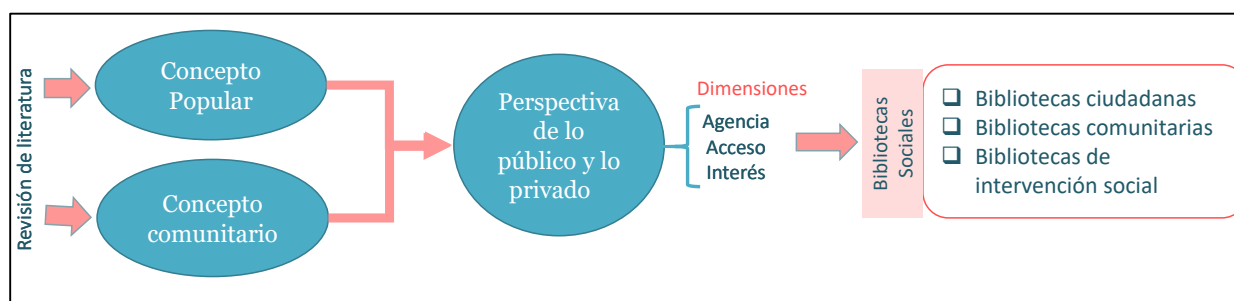 Revisión de literatura
Concepto
Popular
Concepto
comunitario
Perspectiva
de lo
público y lo
privado
Dimensiones
Agencia
Acceso
Interés
Bibliotecas
Sociales
❑ Bibliotecas ciudadanas
❑ Bibliotecas comunitarias
❑ Bibliotecas de
intervención social